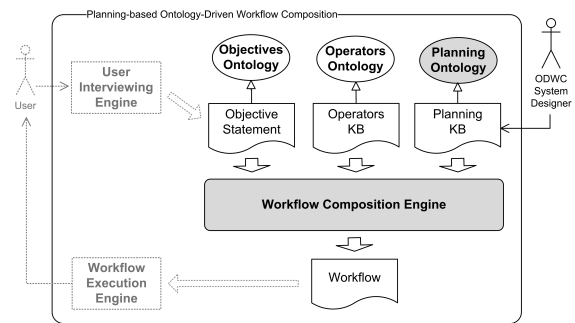 Planning-based Ontology-Driven Workflow Composition
Objectives
Ontology
Operators
Ontology
Planning
Ontology
User
Interviewing
Engine
User
ODWC
System
Designer
Objective
Statement
Operators
KB
Planning
KB
Workflow Composition Engine
Workflow
Execution
Engine
Workflow